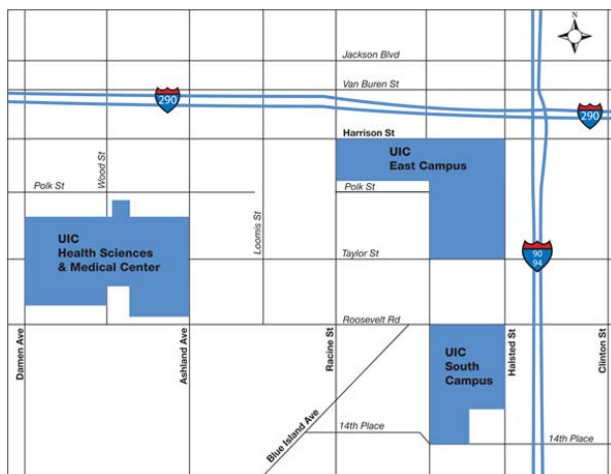 N
Jackson Blvd
Van Buren St
290
290
Harrison St
UIC
East Campus
Wood St
Polk St
Polk St
Loomis St
UIC
Health Sciences
& Medical Center
Taylor St
90
94
Roosevelt Rd
Damen Ave
Ashland Ave
Racine St
Halsted St
Clinton St
UIC
South
Campus
Blue Island Ave
14th Place
14th Place